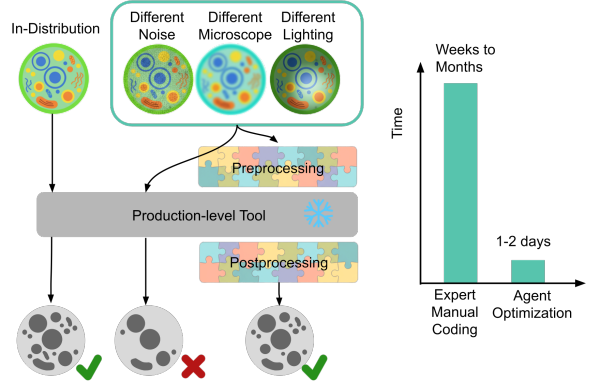 In-Distribution
Different
Noise
Different
Microscope
Different
Lighting
Preprocessing
Production-level Tool
Postprocessing
Weeks to
Months
Time
1-2 days
Expert
Manual
Coding
Agent
Optimization